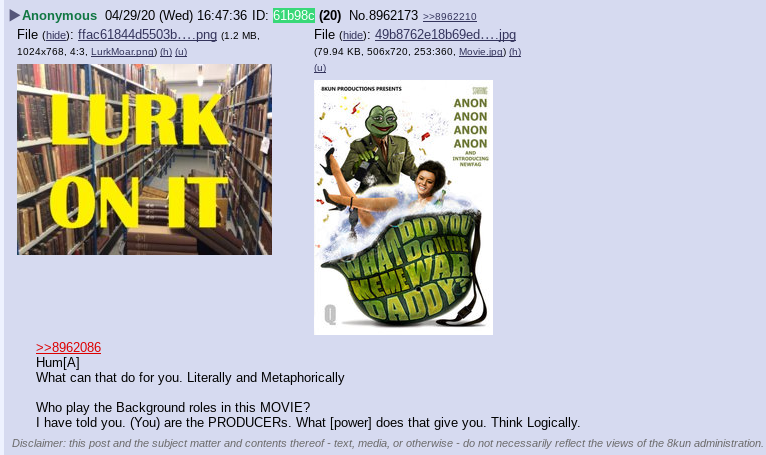 ▶Anonymous 04/29/20 (Wed) 16:47:36 ID: 61b98c (20) No.8962173 >>8962210
File (hide): ffac61844d5503b⋯.png (1.2 MB, 1024x768, 4:3, LurkMoar.png) (h) (u)
LURK
ON IT
File (hide): 49b8762e18b69ed⋯.jpg (79.94 KB, 506x720, 253:360, Movie.jpg) (h) (u)
8KUN PRODUCTIONS PRESENTS
STARRING
ANON
ANON
ANON
ANON
AND
INTRODUCING
NEWFAG
WHAT DID YOU
DO IN THE
MEME WAR
DADDY?
Q
>>8962086
Hum[A]
What can that do for you. Literally and Metaphorically
Who play the Background roles in this MOVIE?
I have told you. (You) are the PRODUCERs. What [power] does that give you. Think Logically.
Disclaimer: this post and the subject matter and contents thereof - text, media, or otherwise - do not necessarily reflect the views of the 8kun administration.